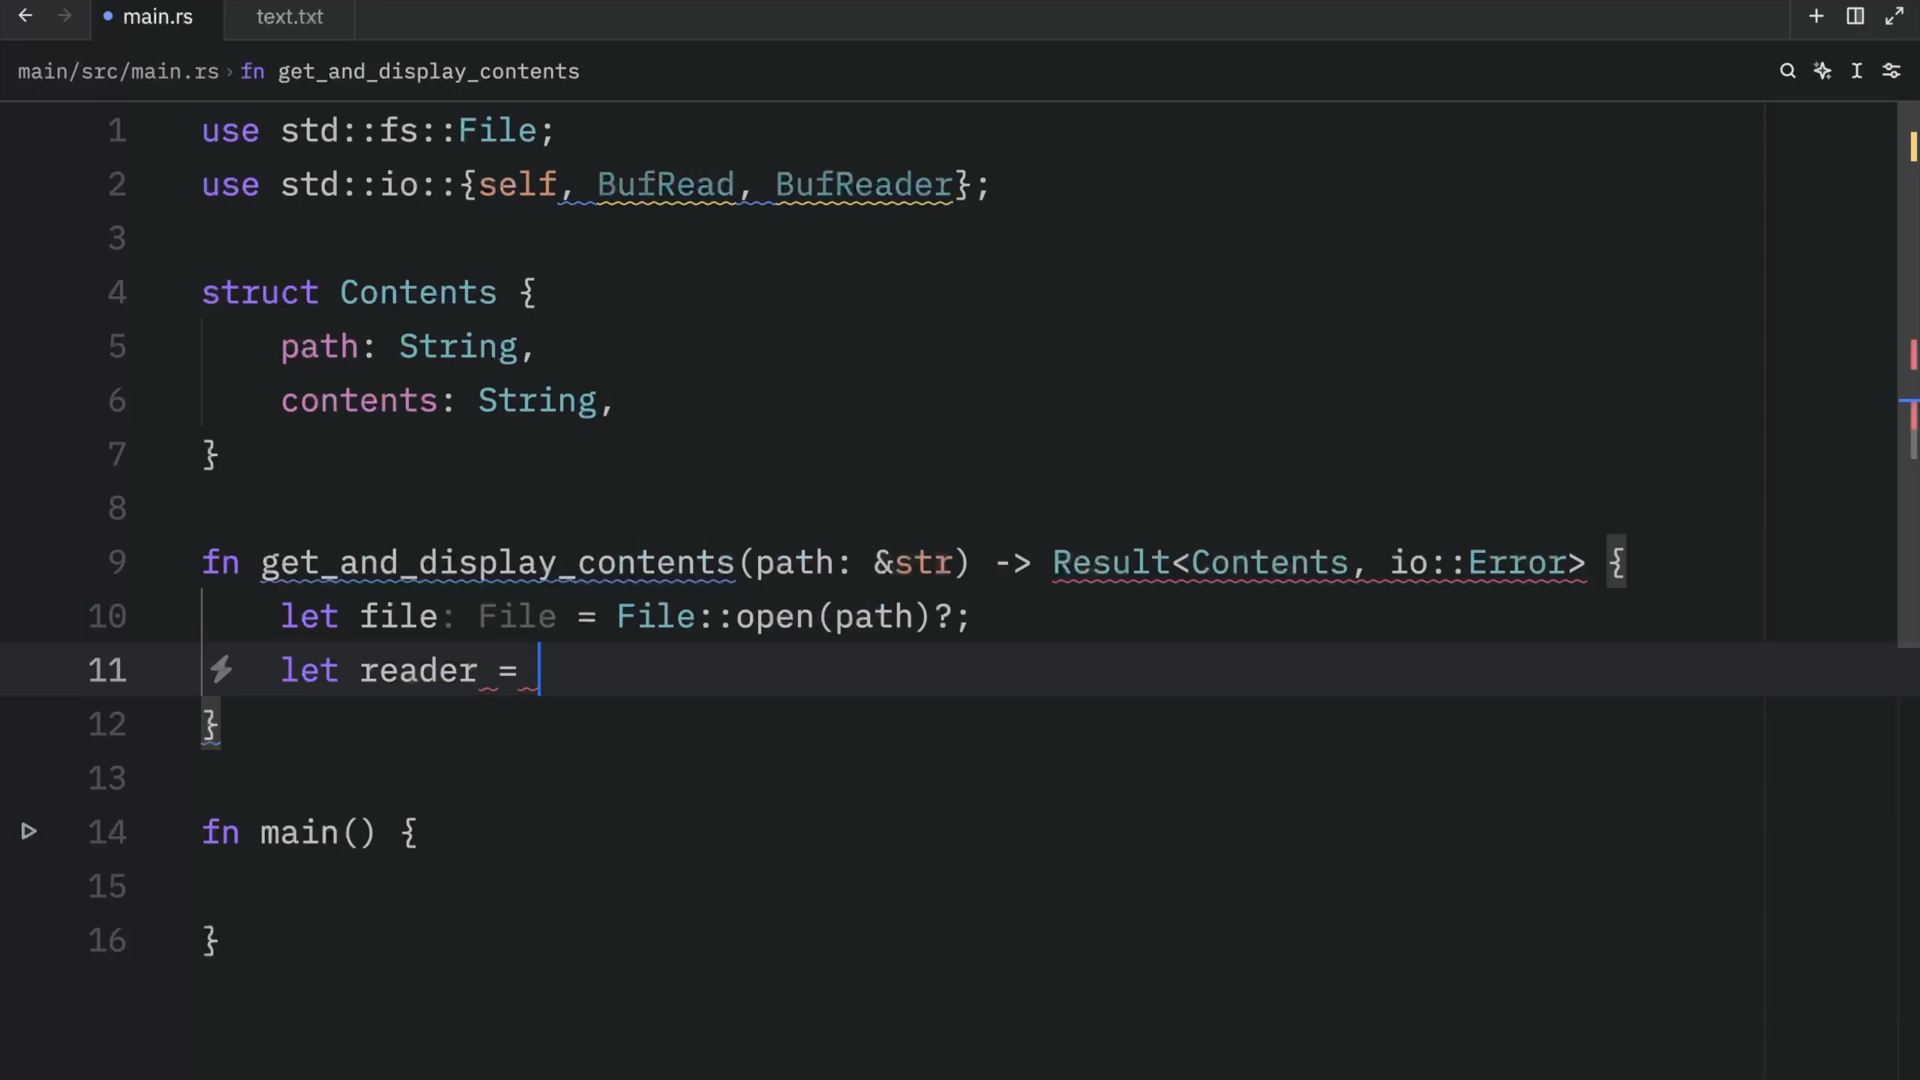 main.rs
text.txt
main/src/main.rs › fn get_and_display_contents
1 use std::fs::File;
2 use std::io::{self, BufRead, BufReader};
3
4 struct Contents {
5 path: String,
6 contents: String,
7 }
8
9 fn get_and_display_contents(path: &str) -> Result<Contents, io::Error> {
10 let file: File = File::open(path)?;
11 let reader =
12 }
13
14 fn main() {
15
16 }